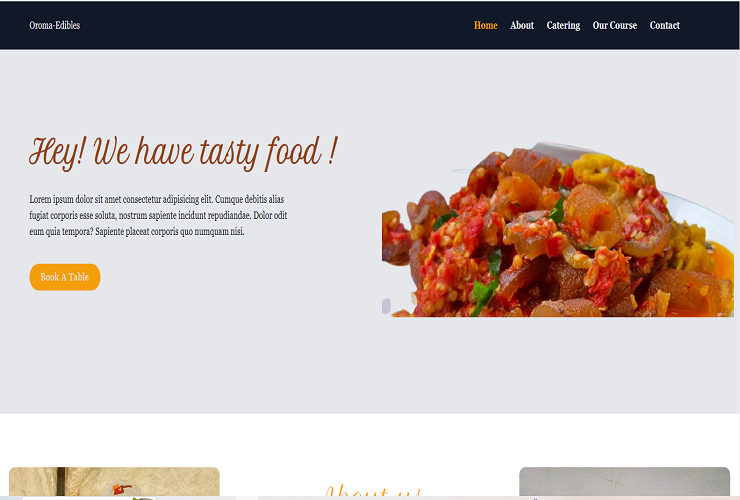 Oroma-Edibles
Home About Catering Our Course Contact
Hey! We have tasty food !
Lorem ipsum dolor sit amet consectetur adipisicing elit. Cumque debitis alias
fugiat corporis esse soluta, nostrum sapiente incidunt repudiandae. Dolor odit
eum quia tempora? Sapiente placeat corporis quo numquam nisi.
Book A Table
About us